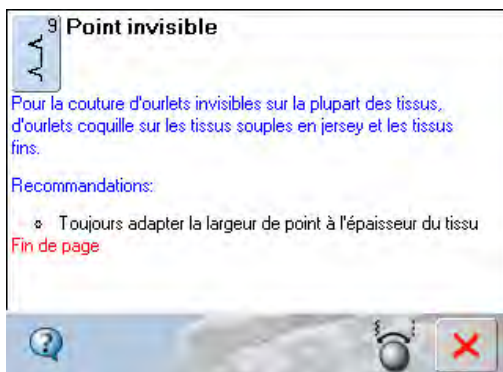 9 Point invisible
Pour la couture d'ourlets invisibles sur la plupart des tissus,
d'ourlets coquille sur les tissus souples en jersey et les tissus
fins.
Recommandations:
Toujours adapter la largeur de point à l'épaisseur du tissu
Fin de page
?